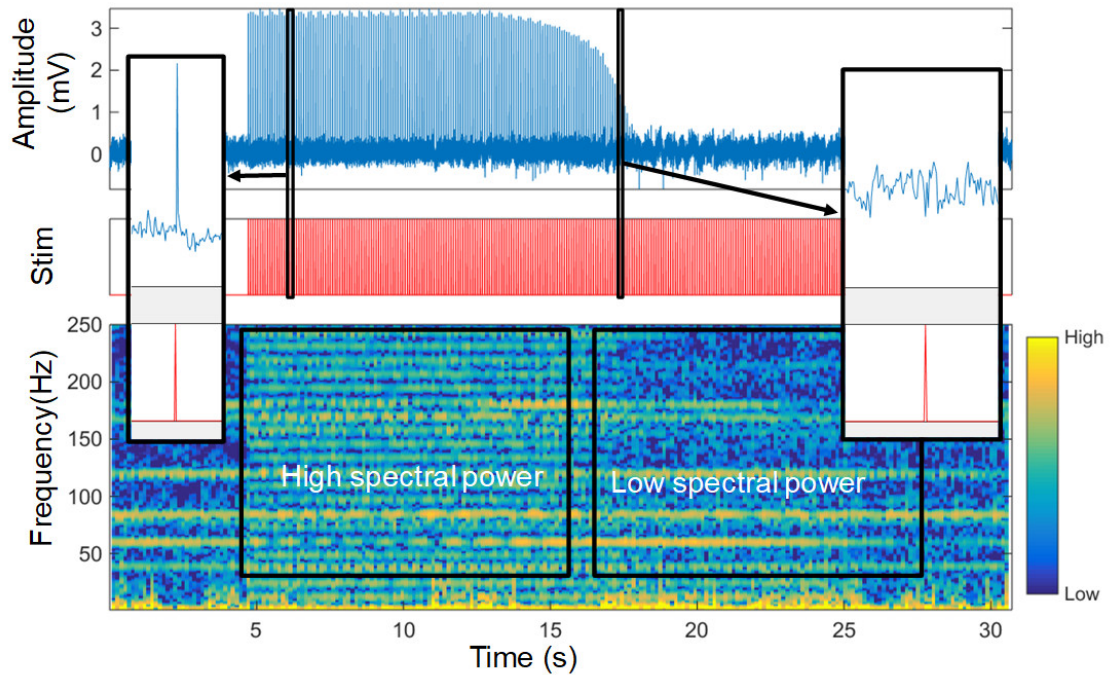 Amplitude
(mV)
3
2
1
0
Stim
Frequency(Hz)
250
200
150
100
50
High spectral power
Low spectral power
High
Low
5
10
15
20
25
30
Time (s)